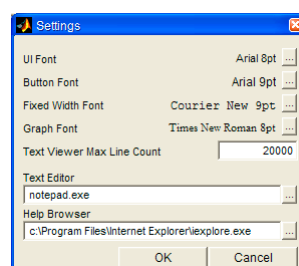 Settings
UI Font Arial 8pt ...
Button Font Arial 9pt ...
Fixed Width Font Courier New 9pt ...
Graph Font Times New Roman 8pt ...
Text Viewer Max Line Count 20000
Text Editor
notepad.exe ...
Help Browser
c:\Program Files\Internet Explorer\iexplore.exe ...
OK Cancel